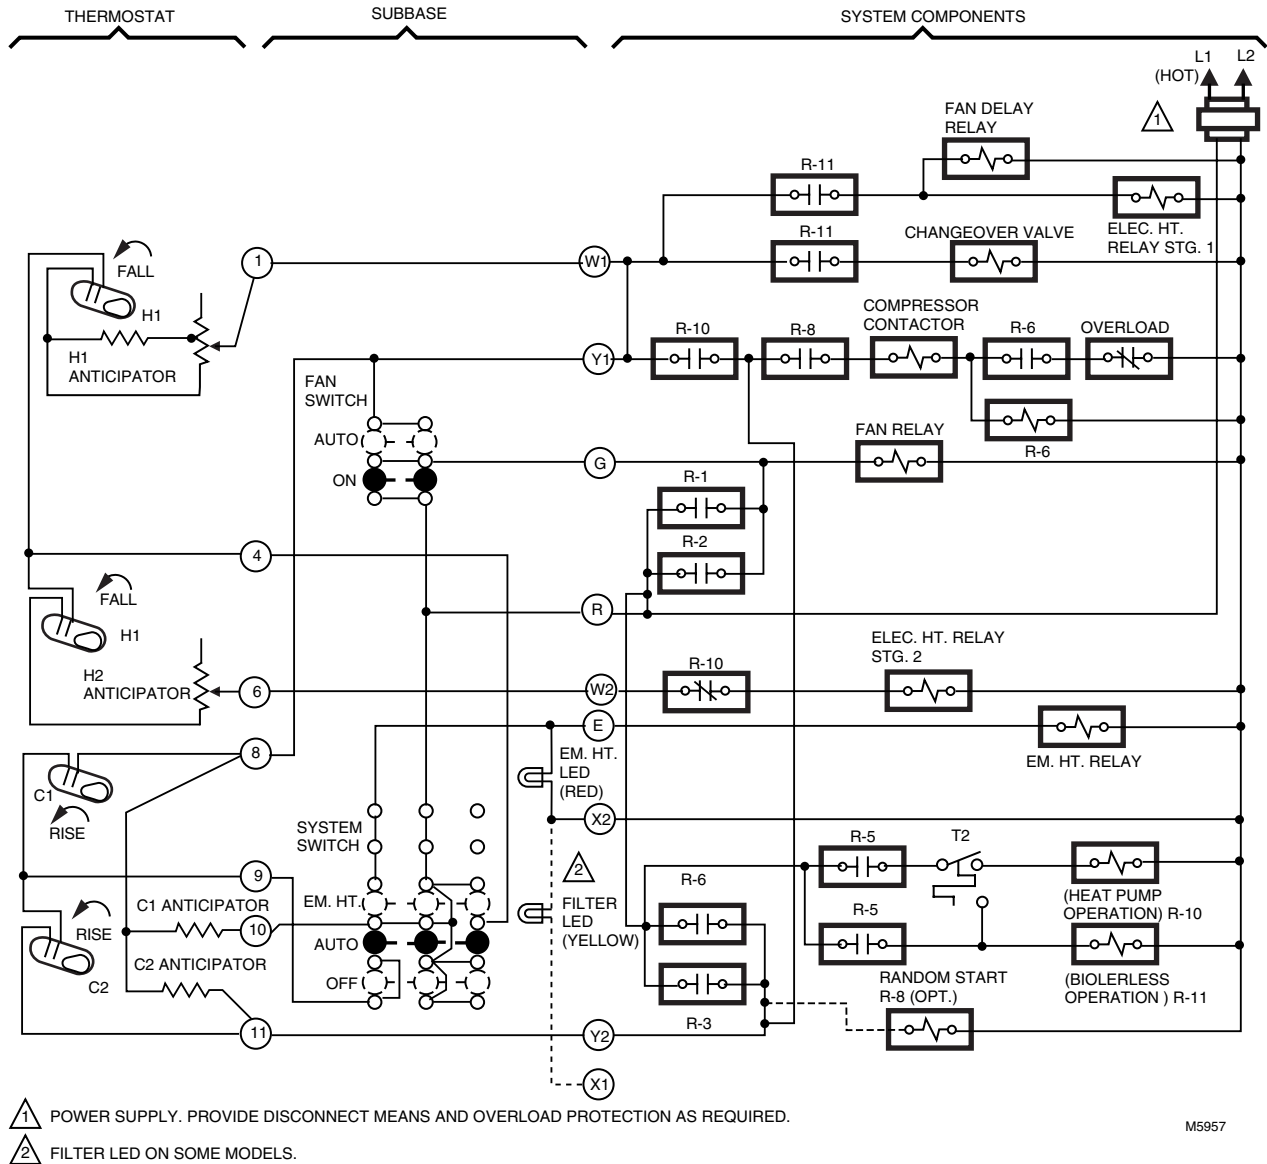 THERMOSTAT
SUBBASE
SYSTEM COMPONENTS
L1
L2
(HOT)
1
FAN DELAY
RELAY
R-11
ELEC. HT.
RELAY STG. 1
R-11
CHANGEOVER VALVE
FALL
1
W1
H1
H1
ANTICIPATOR
COMPRESSOR
CONTACTOR
R-10
R-8
R-6
OVERLOAD
Y1
FAN
SWITCH
AUTO
ON
FAN RELAY
R-6
G
R-1
R-2
4
FALL
R
H1
H2
ANTICIPATOR
6
ELEC. HT. RELAY
STG. 2
R-10
W2
E
8
EM. HT.
LED
(RED)
EM. HT. RELAY
C1
RISE
SYSTEM
SWITCH
X2
R-5
T2
2
R-6
9
EM. HT.
FILTER
LED
(YELLOW)
(HEAT PUMP
OPERATION) R-10
R-5
C1 ANTICIPATOR
RISE
10
AUTO
C2 ANTICIPATOR
C2
OFF
RANDOM START
R-8 (OPT.)
(BIOLERLESS
OPERATION ) R-11
R-3
11
Y2
X1
1 POWER SUPPLY. PROVIDE DISCONNECT MEANS AND OVERLOAD PROTECTION AS REQUIRED.
M5957
2 FILTER LED ON SOME MODELS.